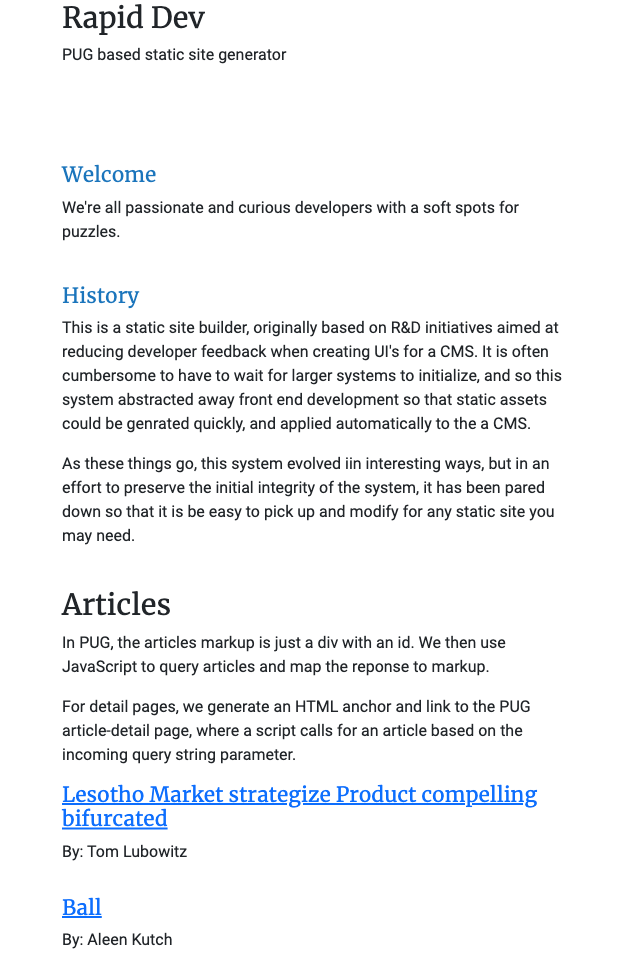 Rapid Dev
PUG based static site generator
Welcome
We're all passionate and curious developers with a soft spots for
puzzles.
History
This is a static site builder, originally based on R&D initiatives aimed at
reducing developer feedback when creating UI's for a CMS. It is often
cumbersome to have to wait for larger systems to initialize, and so this
system abstracted away front end development so that static assets
could be genrated quickly, and applied automatically to the a CMS.
As these things go, this system evolved iin interesting ways, but in an
effort to preserve the initial integrity of the system, it has been pared
down so that it is be easy to pick up and modify for any static site you
may need.
Articles
In PUG, the articles markup is just a div with an id. We then use
JavaScript to query articles and map the reponse to markup.
For detail pages, we generate an HTML anchor and link to the PUG
article-detail page, where a script calls for an article based on the
incoming query string parameter.
Lesotho Market strategize Product compelling
bifurcated
By: Tom Lubowitz
Ball
By: Aleen Kutch